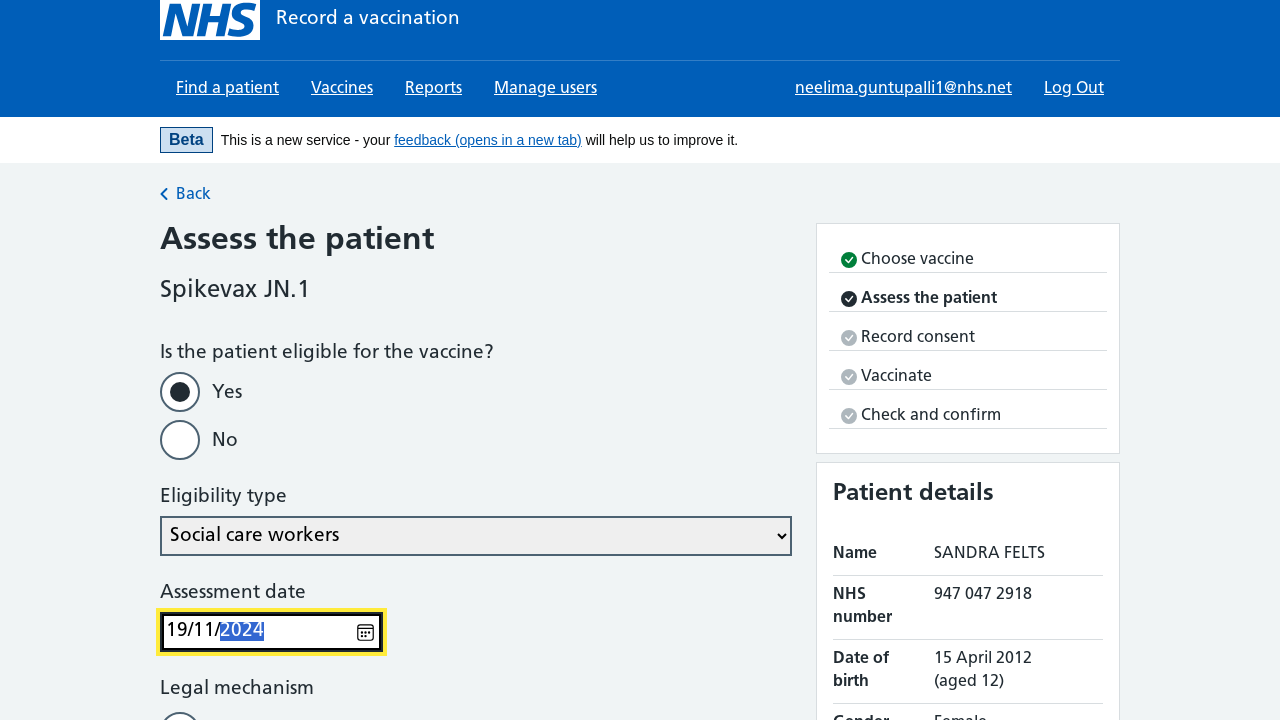 NHS Record a vaccination
Find a patient Vaccines Reports Manage users neelima.guntupalli1@nhs.net Log Out
Beta This is a new service - your feedback (opens in a new tab) will help us to improve it.
Back
Assess the patient
Spikevax JN.1
Is the patient eligible for the vaccine?
Yes
No
Eligibility type
Social care workers
Assessment date
19/11/2024
Legal mechanism
Choose vaccine
Assess the patient
Record consent
Vaccinate
Check and confirm
Patient details
Name SANDRA FELTS
NHS number 947 047 2918
Date of birth 15 April 2012 (aged 12)
Gender Female